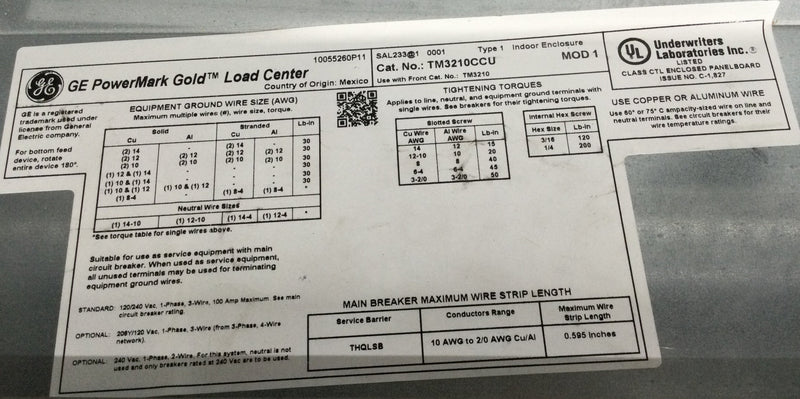 GE
GE PowerMark Gold™ Load Center
10055260P11
Country of Origin: Mexico
SAL233@1 0001
Type 1 Indoor Enclosure
Cat. No.: TM3210CCU
MOD 1
Use with Front Cat. No.: TM3210
UL
Underwriters
Laboratories Inc.®
LISTED
CLASS CTL ENCLOSED PANELBOARD
ISSUE NO. C-1,827
GE is a registered
trademark used under
license from General
Electric company.
For bottom feed
device, rotate
entire device 180°.
EQUIPMENT GROUND WIRE SIZE (AWG)
Maximum multiple wires (#), wire size, torque.
Solid Stranded Lb-in
Cu Al Cu Al
(2) 14 - (2) 14 - 30
(2) 12 (2) 12 (2) 12 (2) 12 30
(2) 10 (2) 10 (2) 10 (2) 10 30
(1) 12 & (1) 14 - - - 30
(1) 10 & (1) 14 - - - 30
(1) 10 & (1) 12 (1) 10 & (1) 12 - - 30
(1) 8-4 - (1) 8-4 (1) 8-4 *
Neutral Wire Sizes
(1) 14-10 (1) 12-10 (1) 14-4 (1) 12-4 *
*See torque table for single wires above.
TIGHTENING TORQUES
Applies to line, neutral, and equipment ground terminals with
single wires. See breakers for their tightening torques.
Slotted Screw
Cu Wire AWG Al Wire AWG Lb-in
14 12 15
12-10 10 20
8 8 40
6-4 6-4 45
3-2/0 3-2/0 50
Internal Hex Screw
Hex Size Lb-in
3/16 120
1/4 200
USE COPPER OR ALUMINUM WIRE
Use 60° or 75° C ampacity-sized wire on line and
neutral terminals. See circuit breakers for their
wire temperature ratings.
Suitable for use as service equipment with main
circuit breaker. When used as service equipment,
all unused terminals may be used for terminating
equipment ground wires.
STANDARD: 120/240 Vac, 1-Phase, 3-Wire, 100 Amp Maximum. See main
circuit breaker rating.
OPTIONAL: 208Y/120 Vac, 1-Phase, 3-Wire (from 3-Phase, 4-Wire
network).
OPTIONAL: 240 Vac, 1-Phase, 2-Wire. For this system, neutral is not
used and only breakers rated at 240 Vac are to be used.
MAIN BREAKER MAXIMUM WIRE STRIP LENGTH
Service Barrier Conductors Range Maximum Wire Strip Length
THQLSB 10 AWG to 2/0 AWG Cu/Al 0.595 Inches